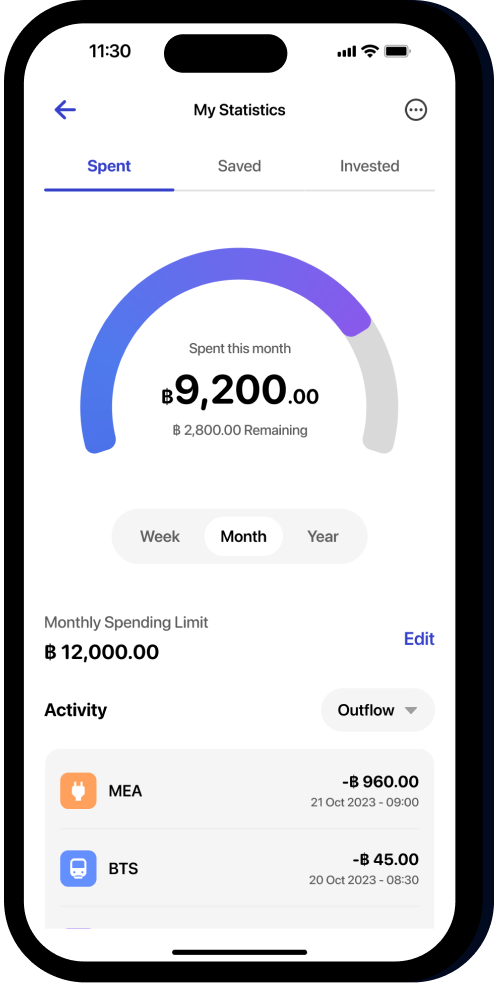 11:30
My Statistics
Spent Saved Invested
Spent this month
฿9,200.00
฿ 2,800.00 Remaining
Week Month Year
Monthly Spending Limit
฿ 12,000.00
Edit
Activity
Outflow
MEA
-฿ 960.00
21 Oct 2023 - 09:00
BTS
-฿ 45.00
20 Oct 2023 - 08:30